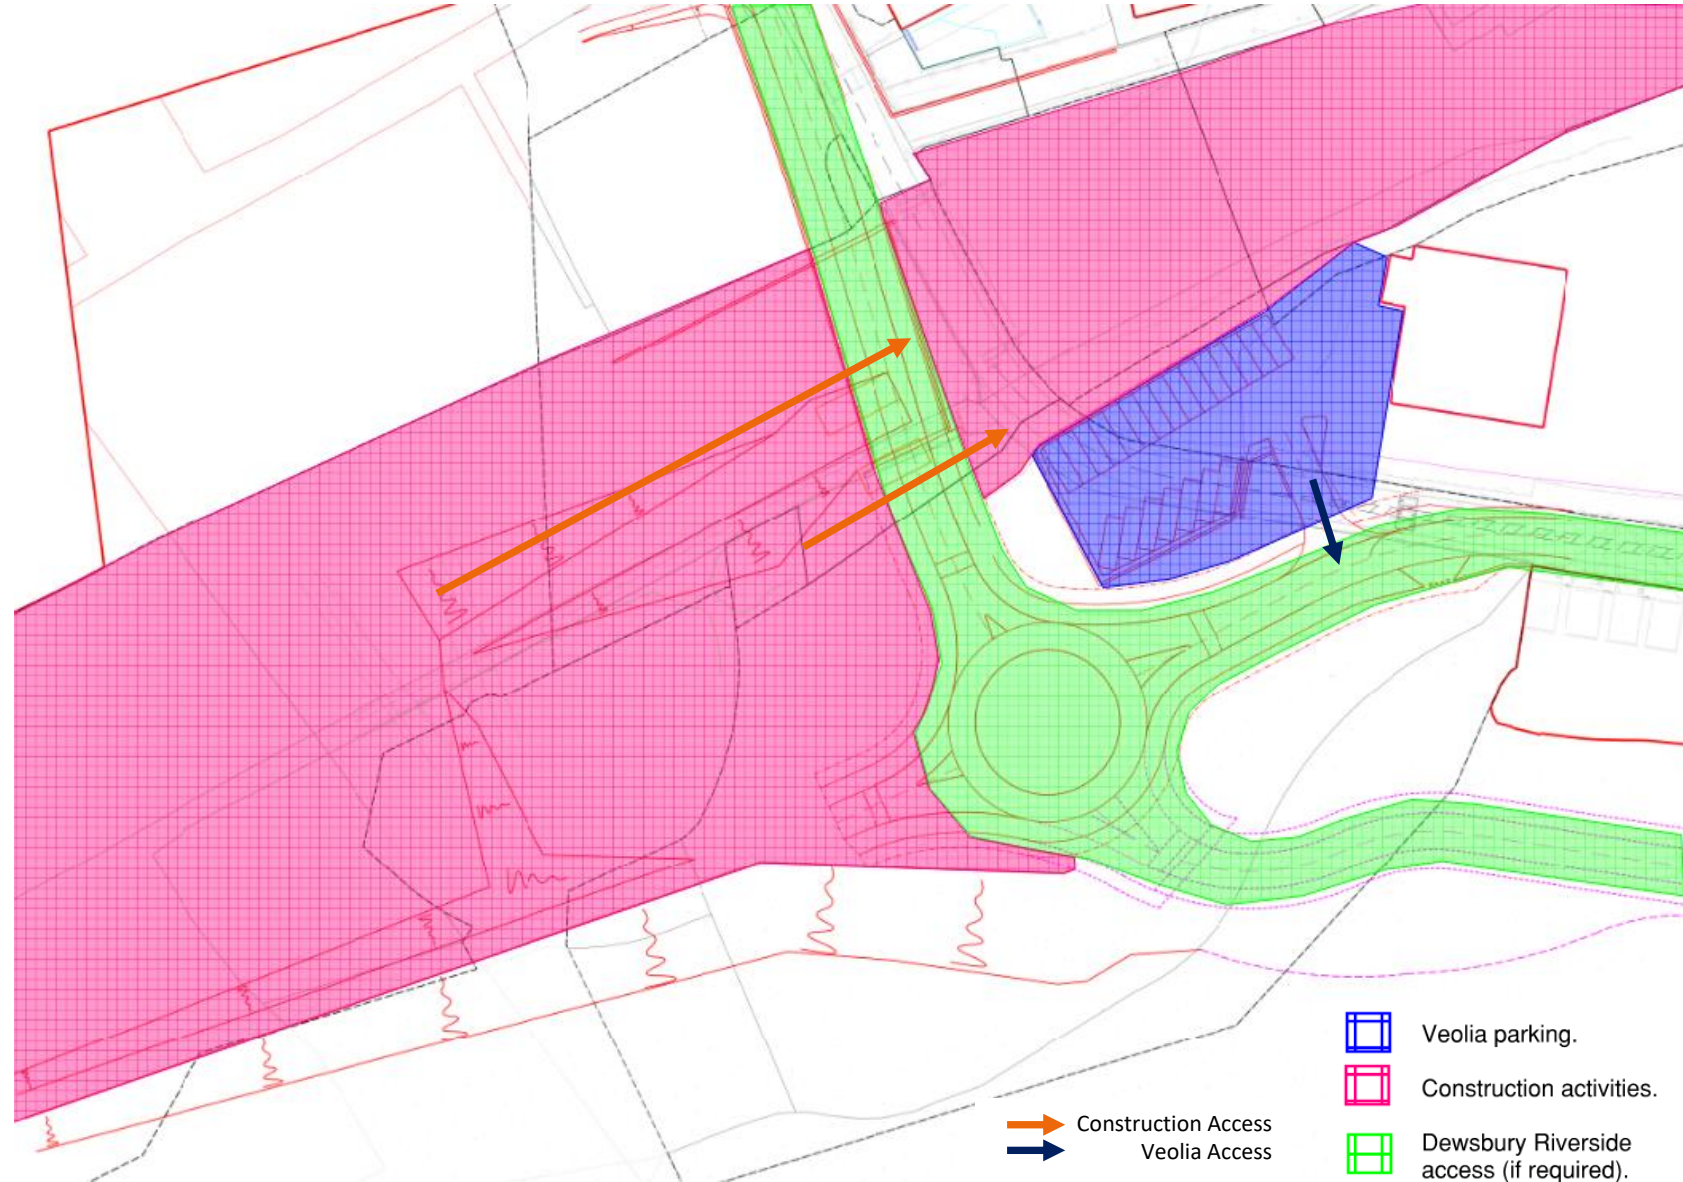 Veolia parking.
Construction activities.
Construction Access
Veolia Access
Dewsbury Riverside
access (if required).